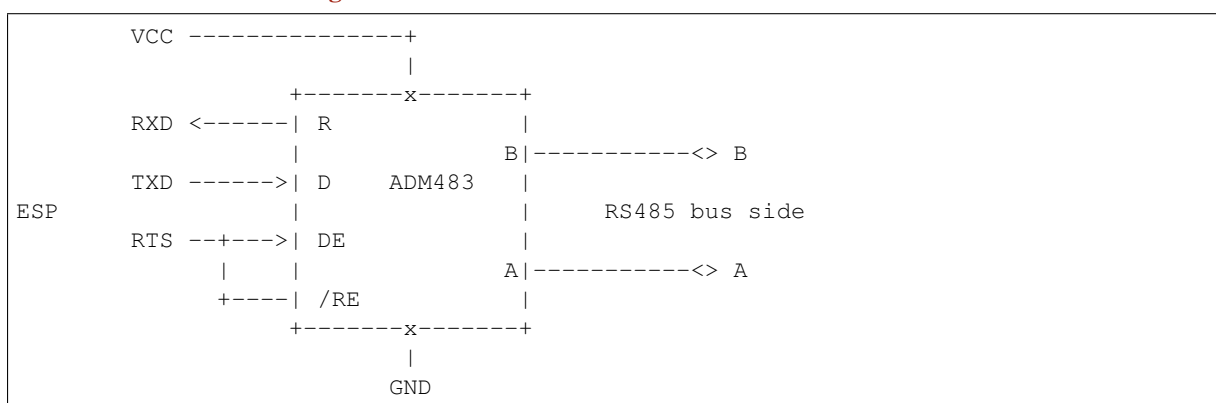 VCC ---------------+
|
+-------x-------+
RXD <------| R |
| B|-----------<> B
TXD ------>| D ADM483 |
ESP | | RS485 bus side
RTS --+--->| DE |
| | A|-----------<> A
+----| /RE |
+-------x-------+
|
GND